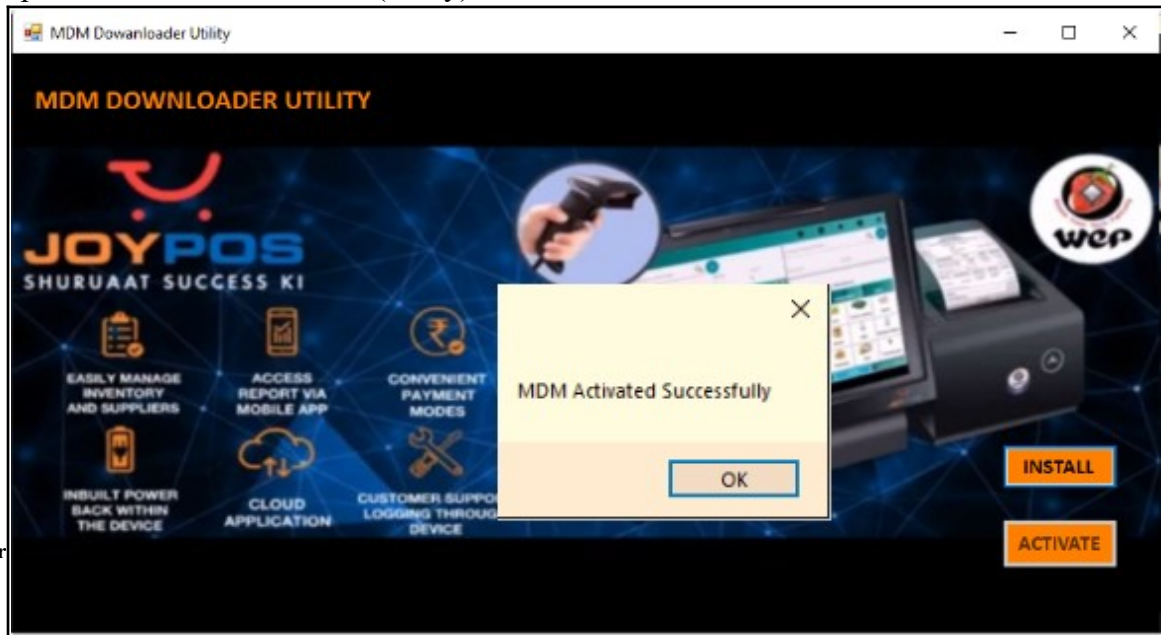 MDM Dowanloader Utility
MDM DOWNLOADER UTILITY
JOYPOS
SHURUAAT SUCCESS KI
EASILY MANAGE
INVENTORY
AND SUPPLIERS
ACCESS
REPORT VIA
MOBILE APP
CONVENIENT
PAYMENT
MODES
INBUILT POWER
BACK WITHIN
THE DEVICE
CLOUD
APPLICATION
CUSTOMER SUPPO
LOGGING THROUG
DEVICE
wep
MDM Activated Successfully
OK
INSTALL
ACTIVATE